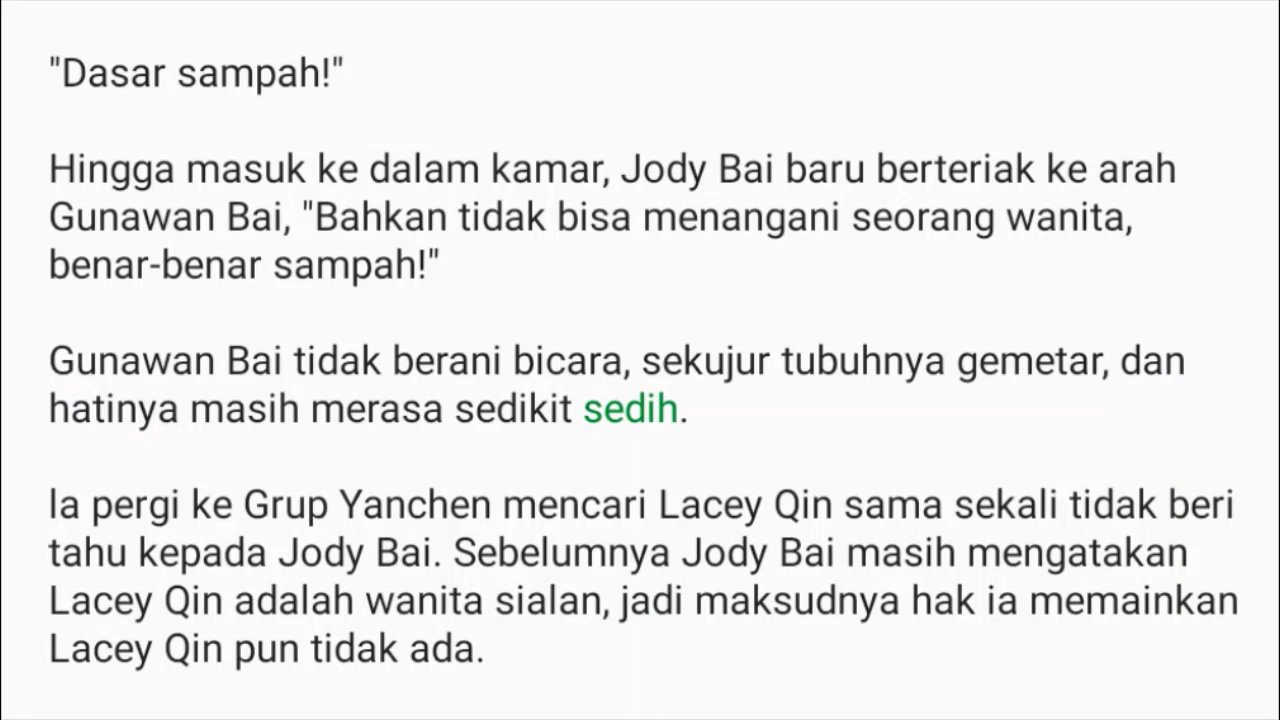 "Dasar sampah!"
Hingga masuk ke dalam kamar, Jody Bai baru berteriak ke arah
Gunawan Bai, "Bahkan tidak bisa menangani seorang wanita,
benar-benar sampah!"
Gunawan Bai tidak berani bicara, sekujur tubuhnya gemetar, dan
hatinya masih merasa sedikit sedih.
Ia pergi ke Grup Yanchen mencari Lacey Qin sama sekali tidak beri
tahu kepada Jody Bai. Sebelumnya Jody Bai masih mengatakan
Lacey Qin adalah wanita sialan, jadi maksudnya hak ia memainkan
Lacey Qin pun tidak ada.